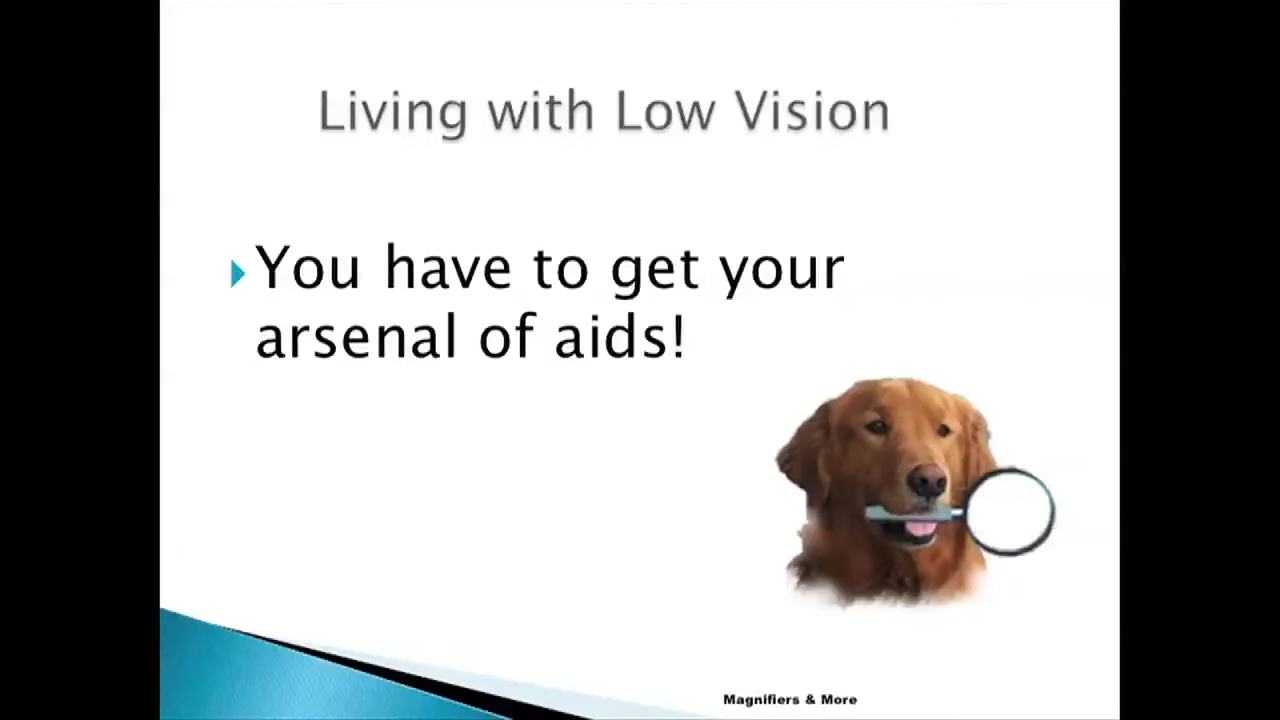 Living with Low Vision
You have to get your
arsenal of aids!
Magnifiers & More